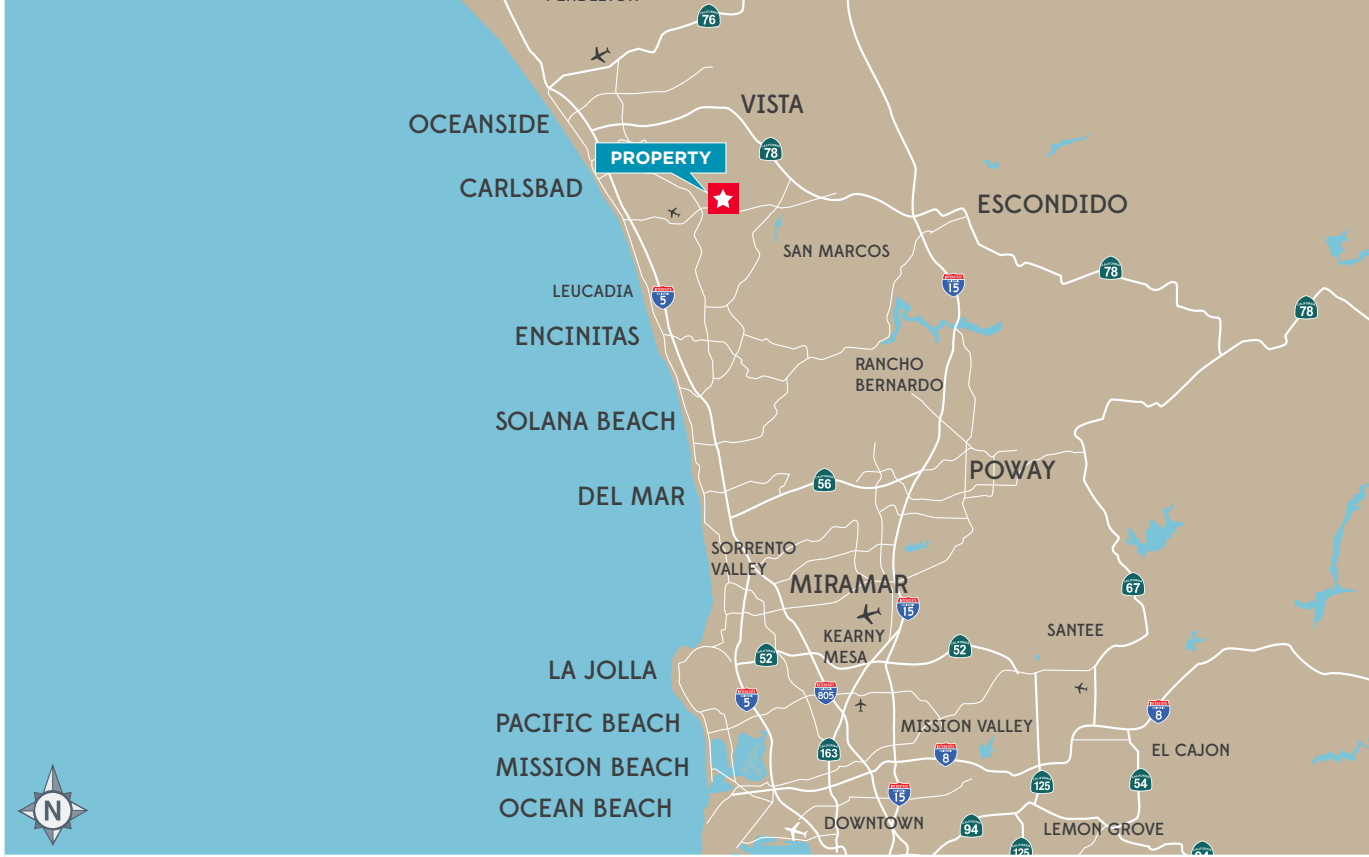 PENDLETON
76
VISTA
OCEANSIDE
78
PROPERTY
CARLSBAD
ESCONDIDO
SAN MARCOS
78
15
LEUCADIA
5
78
ENCINITAS
RANCHO
BERNARDO
SOLANA BEACH
POWAY
56
DEL MAR
SORRENTO
VALLEY
MIRAMAR
67
15
KEARNY
MESA
SANTEE
52
52
LA JOLLA
805
5
8
PACIFIC BEACH
MISSION VALLEY
163
8
EL CAJON
MISSION BEACH
125
54
15
OCEAN BEACH
N
DOWNTOWN
94
LEMON GROVE
125
94